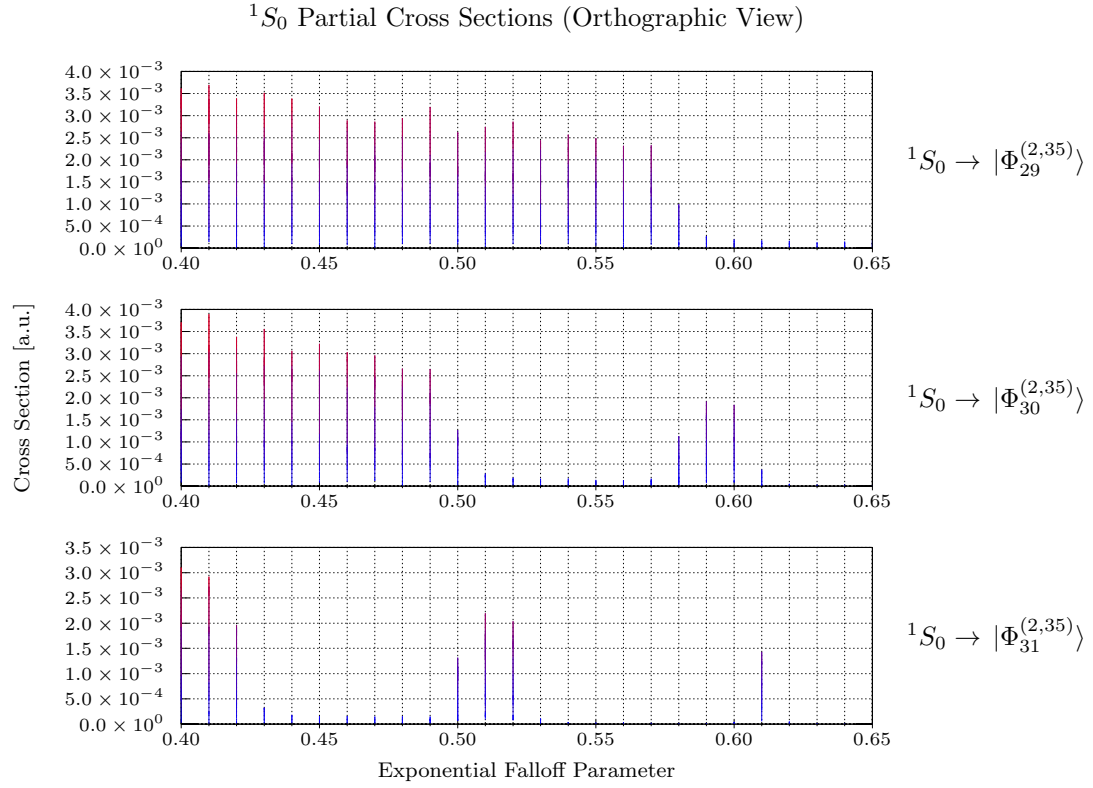 ¹S₀ Partial Cross Sections (Orthographic View)
4.0 × 10⁻³
3.5 × 10⁻³
3.0 × 10⁻³
2.5 × 10⁻³
2.0 × 10⁻³
1.5 × 10⁻³
1.0 × 10⁻³
5.0 × 10⁻⁴
0.0 × 10⁰
0.40 0.45 0.50 0.55 0.60 0.65
¹S₀ → |Φ₂₉⁽²,³⁵⁾⟩
4.0 × 10⁻³
3.5 × 10⁻³
3.0 × 10⁻³
2.5 × 10⁻³
2.0 × 10⁻³
1.5 × 10⁻³
1.0 × 10⁻³
5.0 × 10⁻⁴
0.0 × 10⁰
0.40 0.45 0.50 0.55 0.60 0.65
¹S₀ → |Φ₃₀⁽²,³⁵⁾⟩
Cross Section [a.u.]
3.5 × 10⁻³
3.0 × 10⁻³
2.5 × 10⁻³
2.0 × 10⁻³
1.5 × 10⁻³
1.0 × 10⁻³
5.0 × 10⁻⁴
0.0 × 10⁰
0.40 0.45 0.50 0.55 0.60 0.65
¹S₀ → |Φ₃₁⁽²,³⁵⁾⟩
Exponential Falloff Parameter